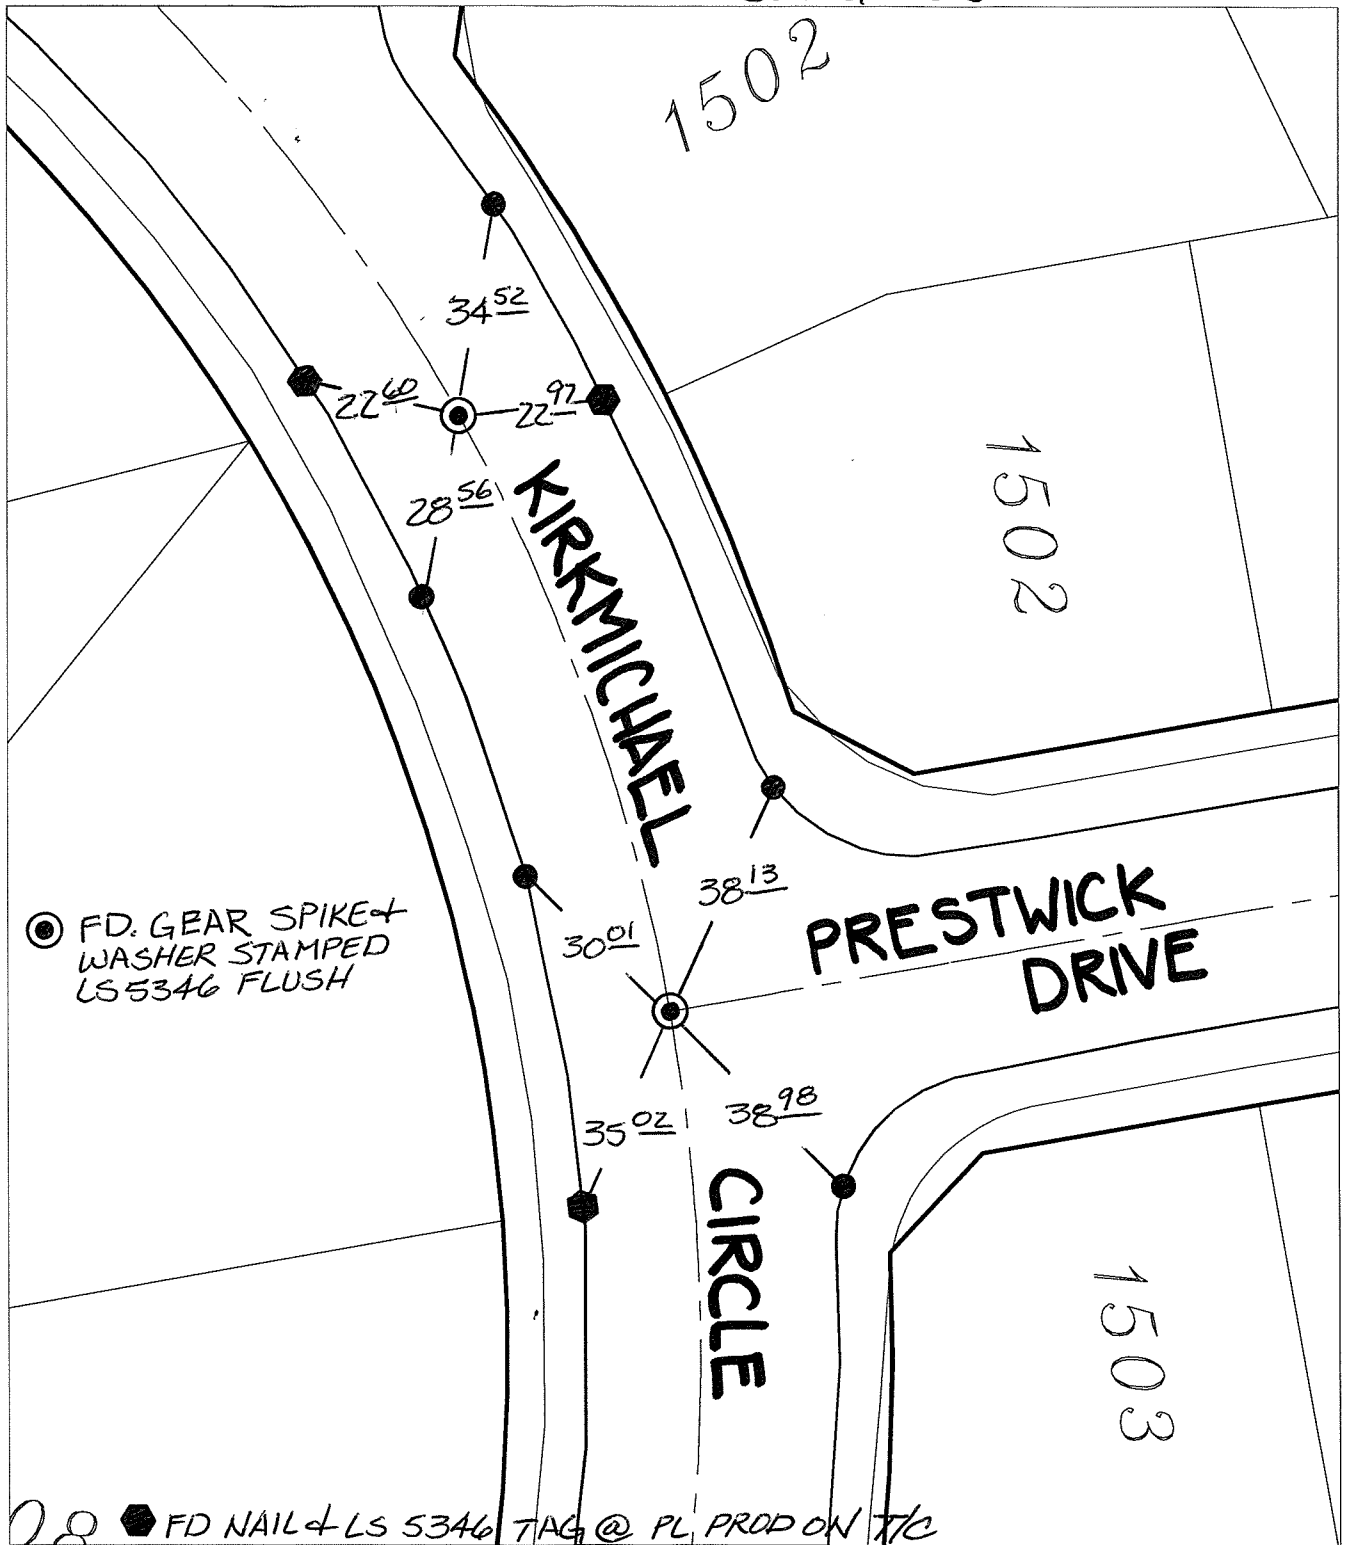 1502
34 52
22 60
22 97
28 56
1502
KIRKMICHAEL
38 13
PRESTWICK
DRIVE
FD. GEAR SPIKE &
WASHER STAMPED
LS 5346 FLUSH
30 01
38 98
35 02
CIRCLE
1503
FD NAIL & LS 5346 TAG @ PL PROD ON T/C